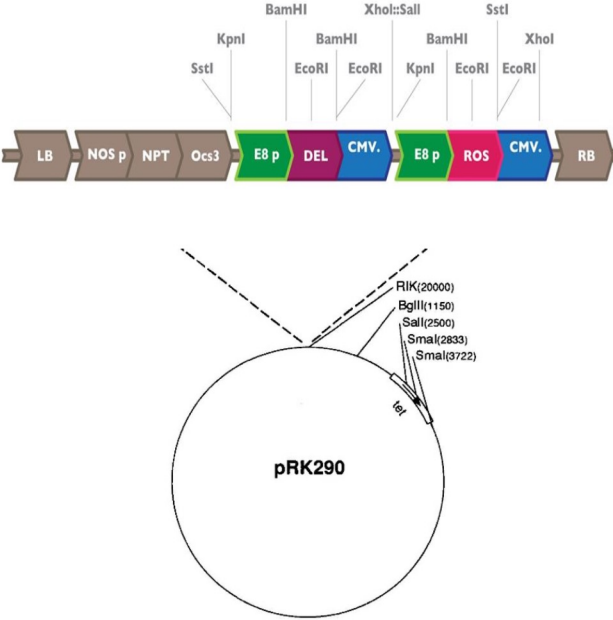 BamHI XhoI::SalI SstI
KpnI BamHI BamHI XhoI
SstI EcoRI EcoRI KpnI EcoRI EcoRI
LB NOS p NPT Ocs3 E8 p DEL CMV. E8 p ROS CMV. RB
RIK(20000)
BglII(1150)
SalI(2500)
SmaI(2833)
SmaI(3722)
tet
pRK290